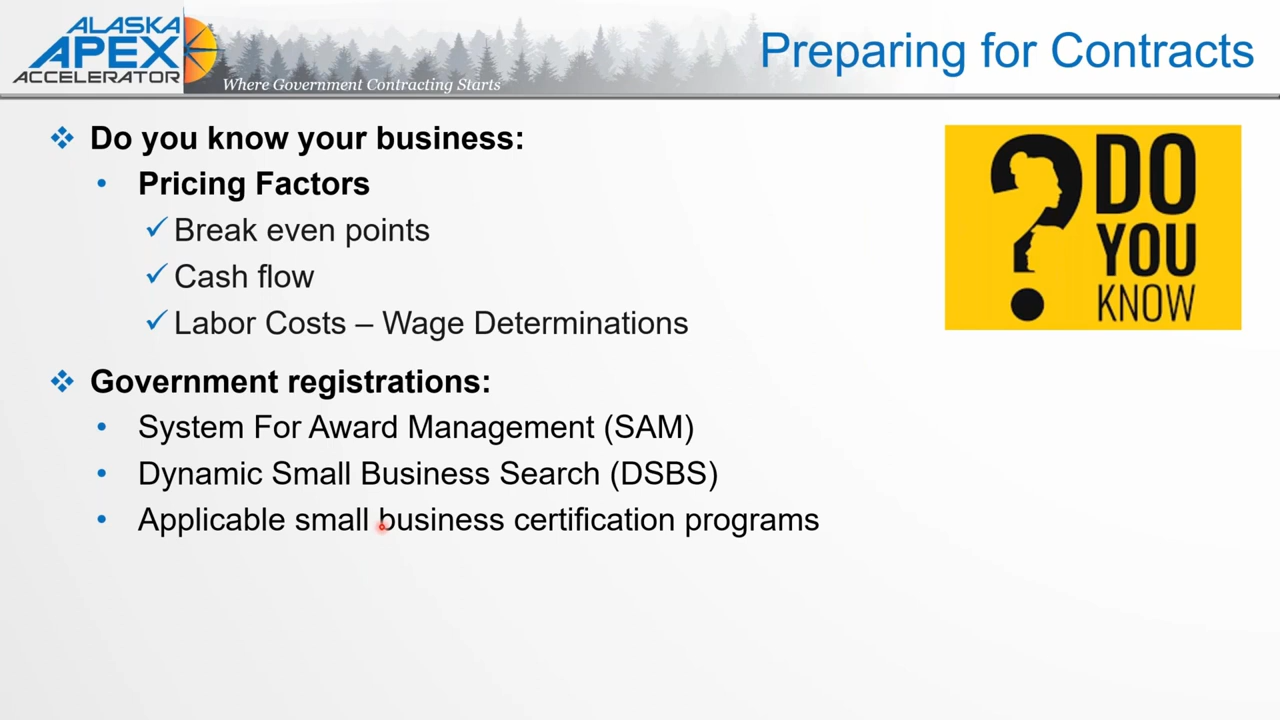 ALASKA
APEX
ACCELERATOR
Where Government Contracting Starts
Preparing for Contracts
Do you know your business:
Pricing Factors
Break even points
Cash flow
Labor Costs – Wage Determinations
Government registrations:
System For Award Management (SAM)
Dynamic Small Business Search (DSBS)
Applicable small business certification programs
? DO
YOU
KNOW